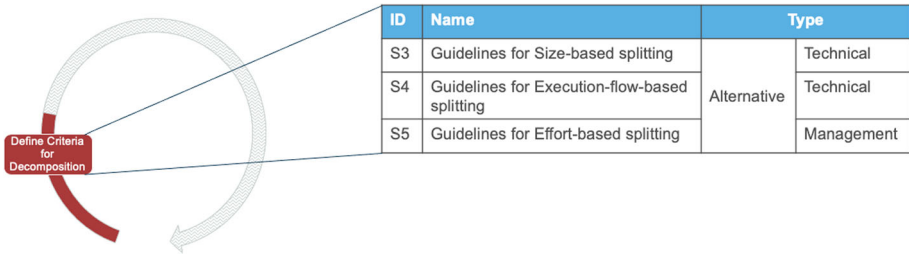 Define Criteria
for
Decomposition
ID Name Type
S3 Guidelines for Size-based splitting Alternative Technical
S4 Guidelines for Execution-flow-based
splitting Technical
S5 Guidelines for Effort-based splitting Management